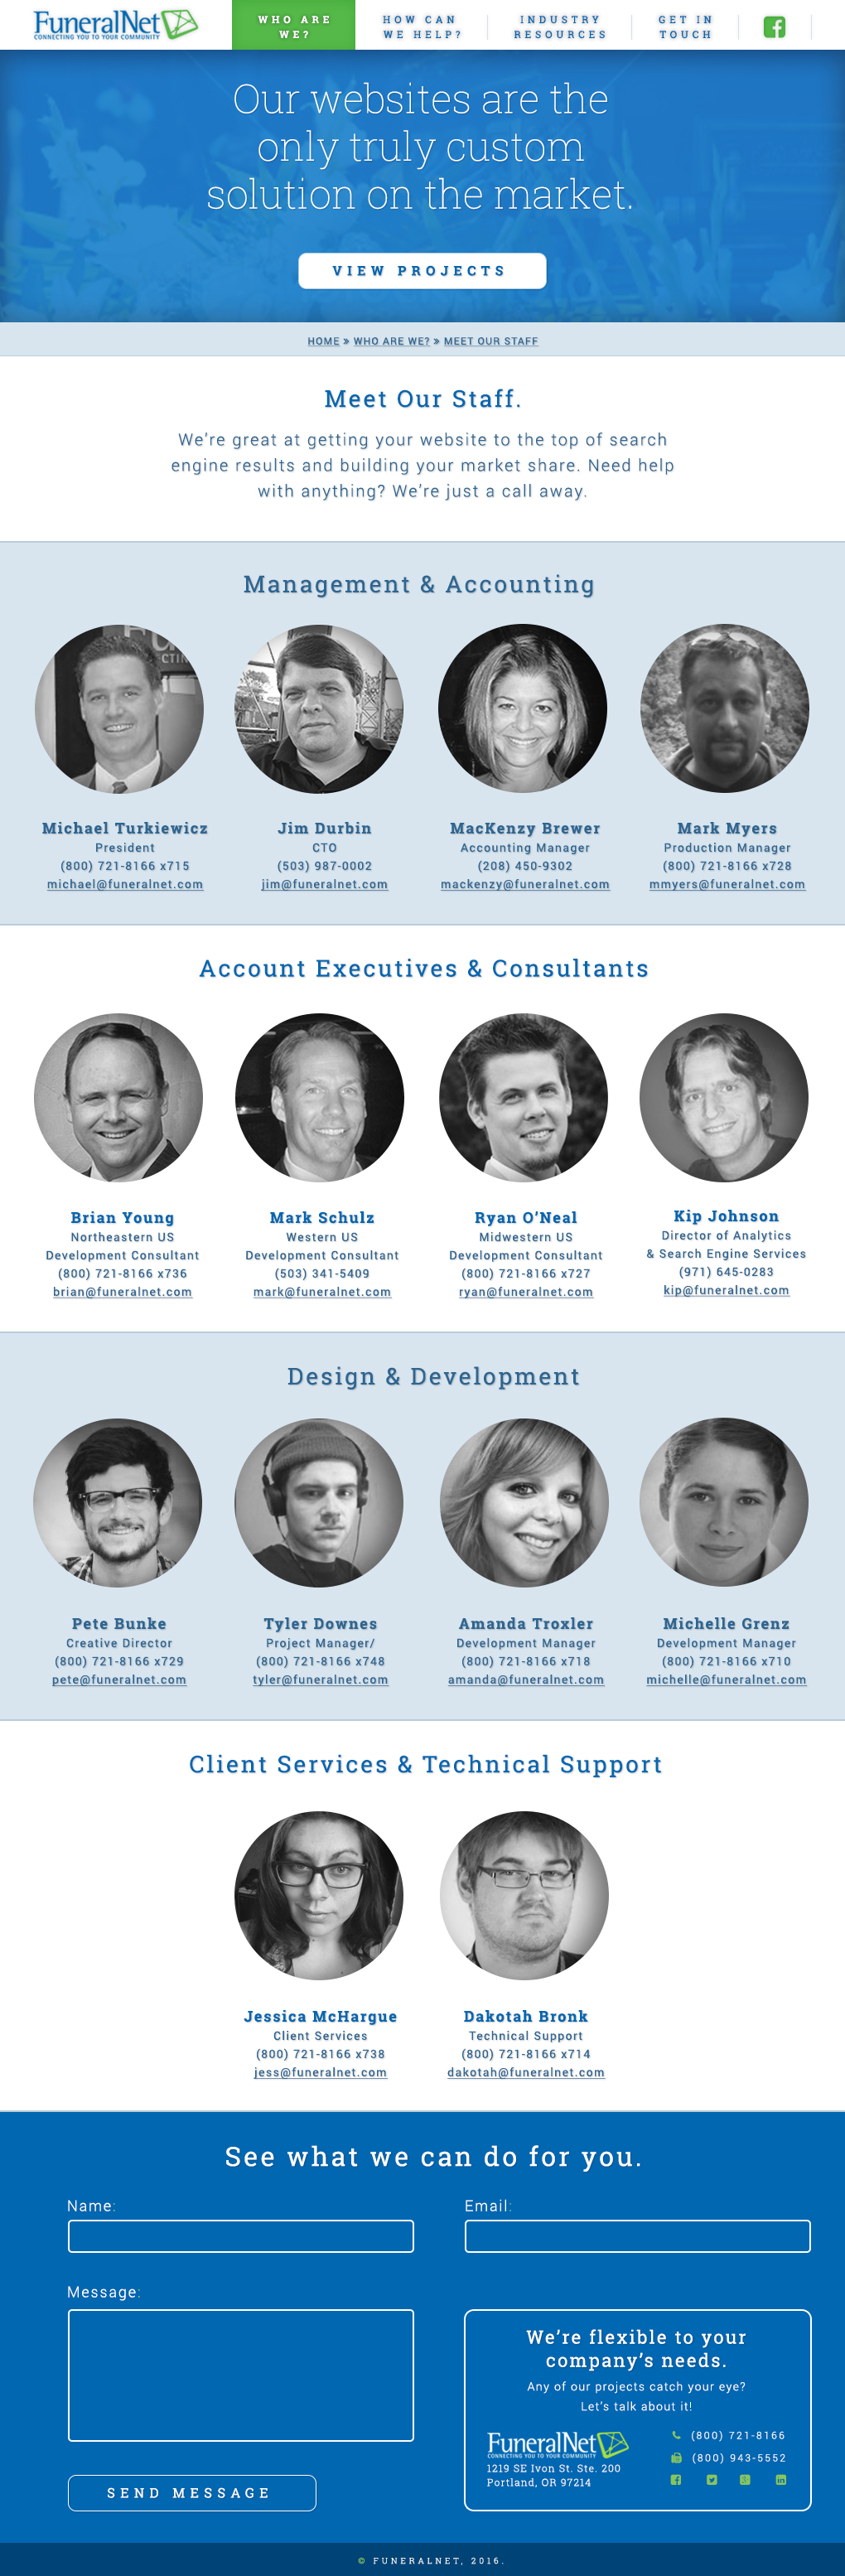 FuneralNet
CONNECTING YOU TO YOUR COMMUNITY
WHO ARE
WE?
HOW CAN
WE HELP?
INDUSTRY
RESOURCES
GET IN
TOUCH
Our websites are the
only truly custom
solution on the market.
VIEW PROJECTS
HOME » WHO ARE WE? » MEET OUR STAFF
Meet Our Staff.
We're great at getting your website to the top of search
engine results and building your market share. Need help
with anything? We're just a call away.
Management & Accounting
Michael Turkiewicz
President
(800) 721-8166 x715
michael@funeralnet.com
Jim Durbin
CTO
(503) 987-0002
jim@funeralnet.com
MacKenzy Brewer
Accounting Manager
(208) 450-9302
mackenzy@funeralnet.com
Mark Myers
Production Manager
(800) 721-8166 x728
mmyers@funeralnet.com
Account Executives & Consultants
Brian Young
Northeastern US
Development Consultant
(800) 721-8166 x736
brian@funeralnet.com
Mark Schulz
Western US
Development Consultant
(503) 341-5409
mark@funeralnet.com
Ryan O'Neal
Midwestern US
Development Consultant
(800) 721-8166 x727
ryan@funeralnet.com
Kip Johnson
Director of Analytics
& Search Engine Services
(971) 645-0283
kip@funeralnet.com
Design & Development
Pete Bunke
Creative Director
(800) 721-8166 x729
pete@funeralnet.com
Tyler Downes
Project Manager/
(800) 721-8166 x748
tyler@funeralnet.com
Amanda Troxler
Development Manager
(800) 721-8166 x718
amanda@funeralnet.com
Michelle Grenz
Development Manager
(800) 721-8166 x710
michelle@funeralnet.com
Client Services & Technical Support
Jessica McHargue
Client Services
(800) 721-8166 x738
jess@funeralnet.com
Dakotah Bronk
Technical Support
(800) 721-8166 x714
dakotah@funeralnet.com
See what we can do for you.
Name:
Email:
Message:
SEND MESSAGE
We're flexible to your
company's needs.
Any of our projects catch your eye?
Let's talk about it!
FuneralNet
CONNECTING YOU TO YOUR COMMUNITY
1219 SE Ivon St. Ste. 200
Portland, OR 97214
(800) 721-8166
(800) 943-5552
© FUNERALNET, 2016.